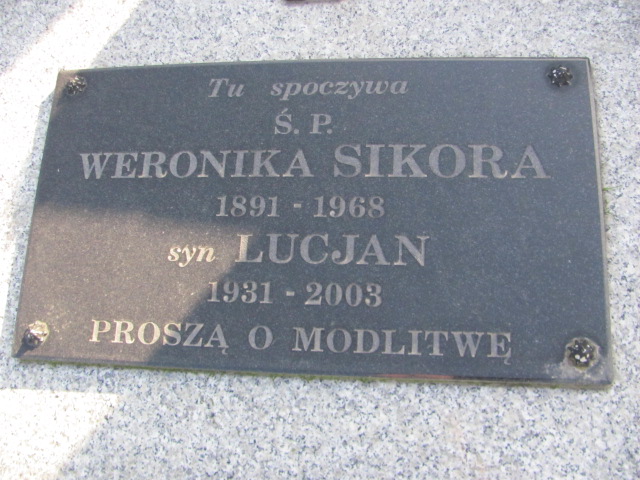 Tu spoczywa
Ś. P.
WERONIKA SIKORA
1891 - 1968
syn LUCJAN
1931 - 2003
PROSZĄ O MODLITWĘ